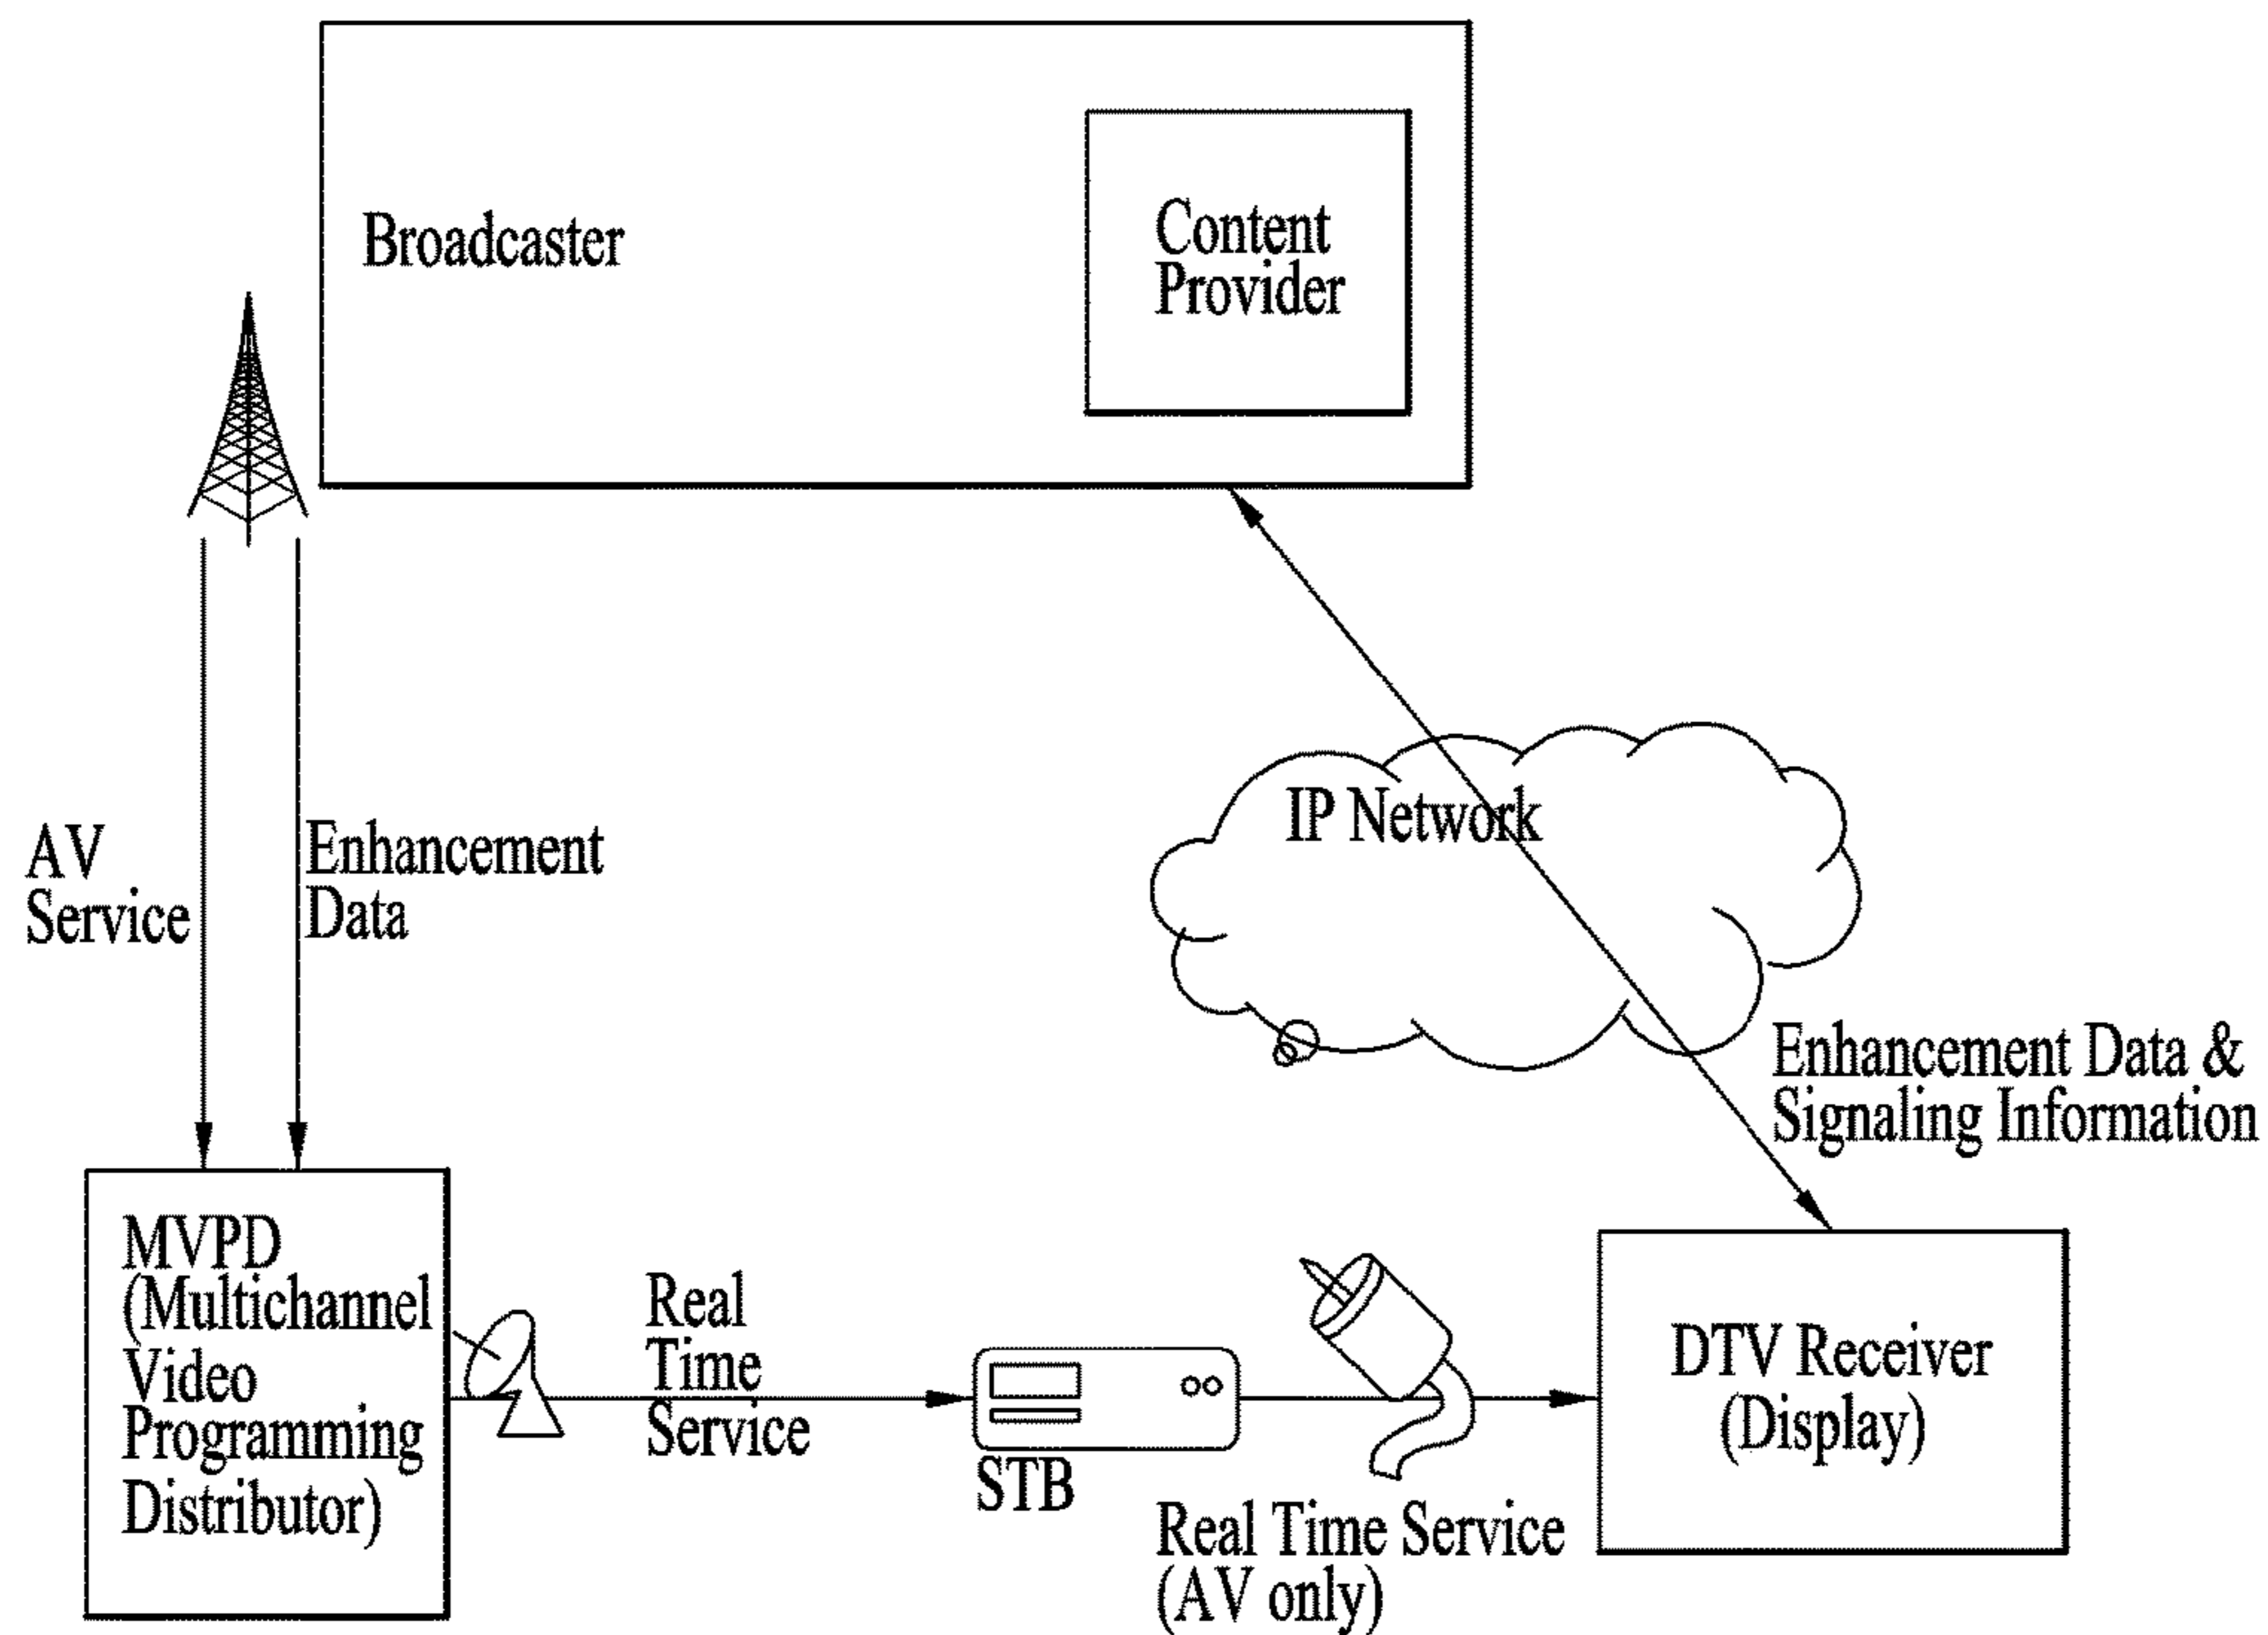 Broadcaster
Content
Provider
AV
Service
Enhancement
Data
IP Network
Enhancement Data &
Signaling Information
MVPD
(Multichannel
Video
Programming
Distributor)
Real
Time
Service
STB
Real Time Service
(AV only)
DTV Receiver
(Display)